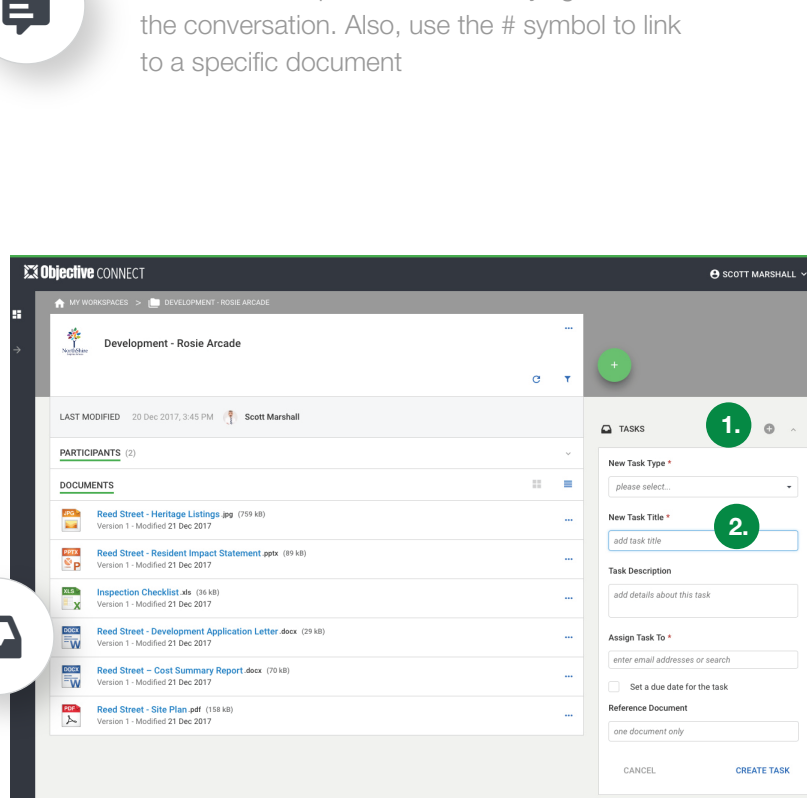 the conversation. Also, use the # symbol to link
to a specific document
Objective CONNECT
SCOTT MARSHALL
MY WORKSPACES > DEVELOPMENT - ROSIE ARCADE
NorthShire
Development - Rosie Arcade
LAST MODIFIED 20 Dec 2017, 3:45 PM Scott Marshall
PARTICIPANTS (2)
DOCUMENTS
JPG Reed Street - Heritage Listings .jpg (759 kB)
Version 1 - Modified 21 Dec 2017
PPTX Reed Street - Resident Impact Statement .pptx (89 kB)
Version 1 - Modified 21 Dec 2017
XLS Inspection Checklist .xls (36 kB)
Version 1 - Modified 21 Dec 2017
DOCX Reed Street - Development Application Letter .docx (29 kB)
Version 1 - Modified 21 Dec 2017
DOCX Reed Street – Cost Summary Report .docx (70 kB)
Version 1 - Modified 21 Dec 2017
PDF Reed Street - Site Plan .pdf (158 kB)
Version 1 - Modified 21 Dec 2017
TASKS
1.
New Task Type *
please select...
New Task Title *
2.
add task title
Task Description
add details about this task
Assign Task To *
enter email addresses or search
Set a due date for the task
Reference Document
one document only
CANCEL CREATE TASK